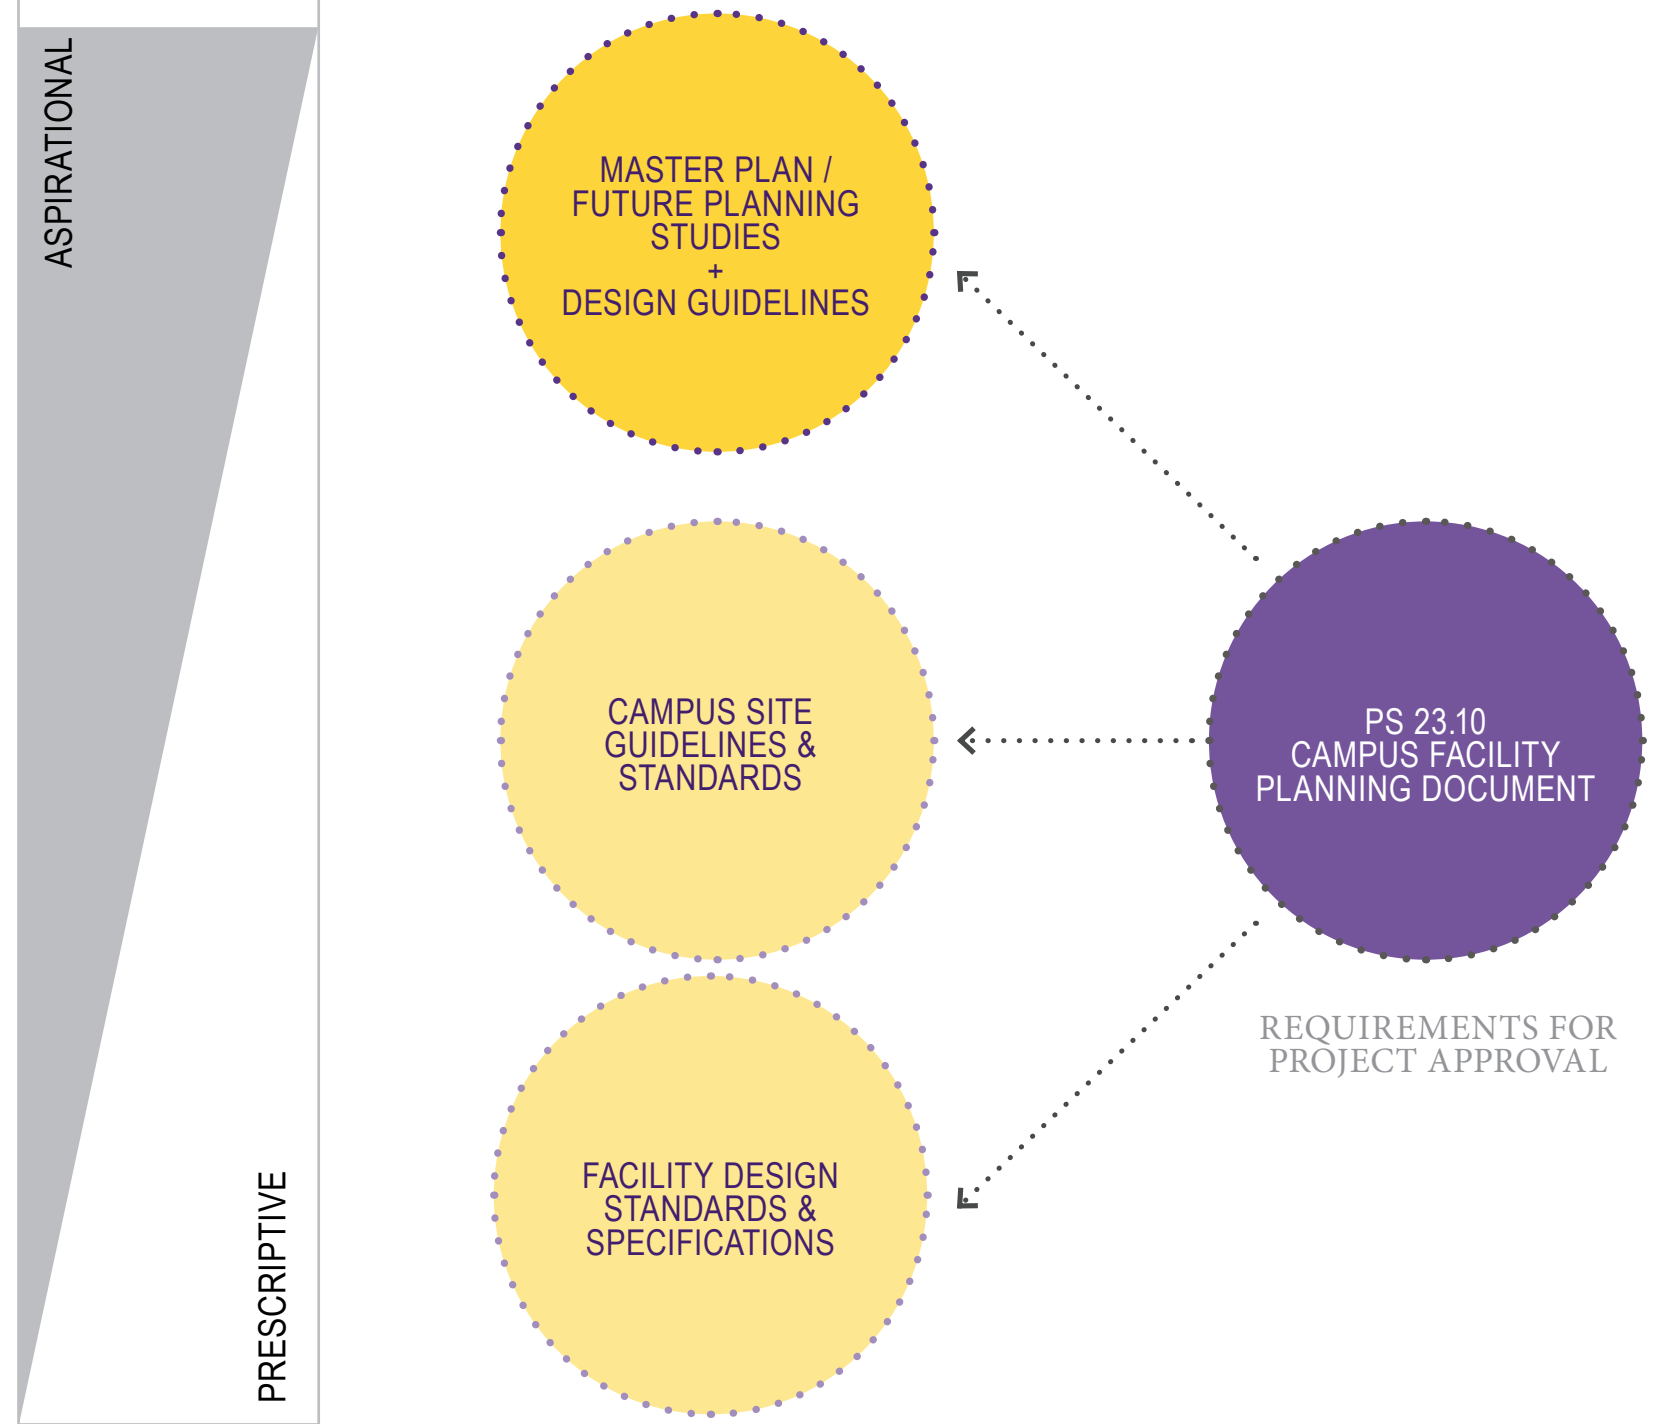 ASPIRATIONAL
PRESCRIPTIVE
MASTER PLAN /
FUTURE PLANNING
STUDIES
+
DESIGN GUIDELINES
CAMPUS SITE
GUIDELINES &
STANDARDS
FACILITY DESIGN
STANDARDS &
SPECIFICATIONS
PS 23.10
CAMPUS FACILITY
PLANNING DOCUMENT
REQUIREMENTS FOR
PROJECT APPROVAL